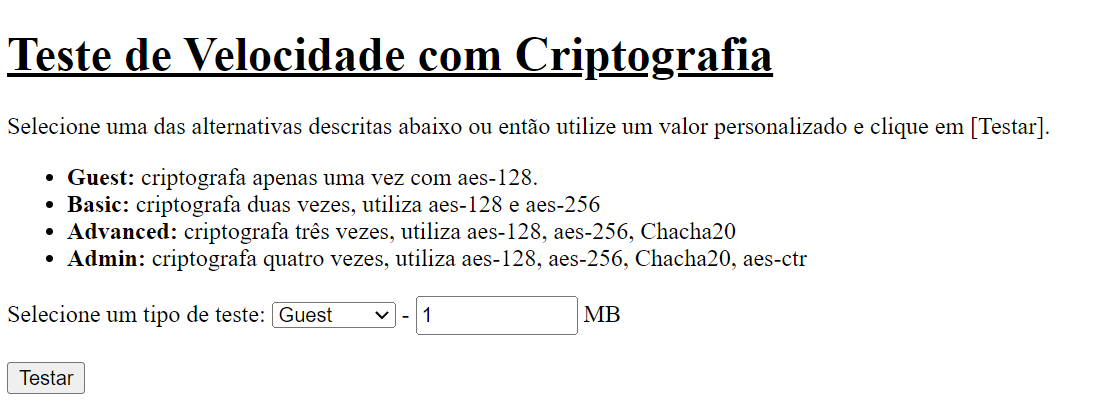 Teste de Velocidade com Criptografia
Selecione uma das alternativas descritas abaixo ou então utilize um valor personalizado e clique em [Testar].
• Guest: criptografa apenas uma vez com aes-128.
• Basic: criptografa duas vezes, utiliza aes-128 e aes-256
• Advanced: criptografa três vezes, utiliza aes-128, aes-256, Chacha20
• Admin: criptografa quatro vezes, utiliza aes-128, aes-256, Chacha20, aes-ctr
Selecione um tipo de teste: Guest - 1 MB
Testar